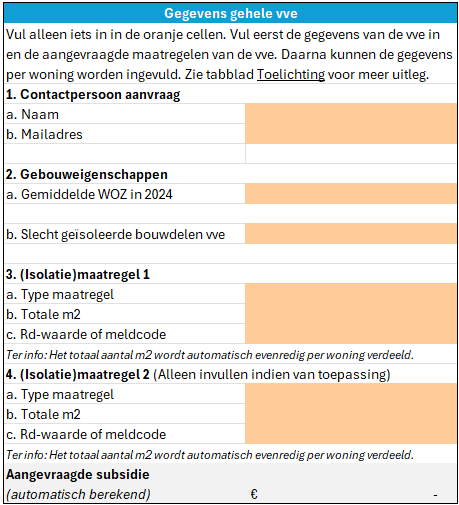 Gegevens gehele vve
Vul alleen iets in in de oranje cellen. Vul eerst de gegevens van de vve in
en de aangevraagde maatregelen van de vve. Daarna kunnen de gegevens
per woning worden ingevuld. Zie tabblad Toelichting voor meer uitleg.
1. Contactpersoon aanvraag
a. Naam
b. Mailadres
2. Gebouweigenschappen
a. Gemiddelde WOZ in 2024
b. Slecht geïsoleerde bouwdelen vve
3. (Isolatie)maatregel 1
a. Type maatregel
b. Totale m2
c. Rd-waarde of meldcode
Ter info: Het totaal aantal m2 wordt automatisch evenredig per woning verdeeld.
4. (Isolatie)maatregel 2 (Alleen invullen indien van toepassing)
a. Type maatregel
b. Totale m2
c. Rd-waarde of meldcode
Ter info: Het totaal aantal m2 wordt automatisch evenredig per woning verdeeld.
Aangevraagde subsidie
(automatisch berekend) € -